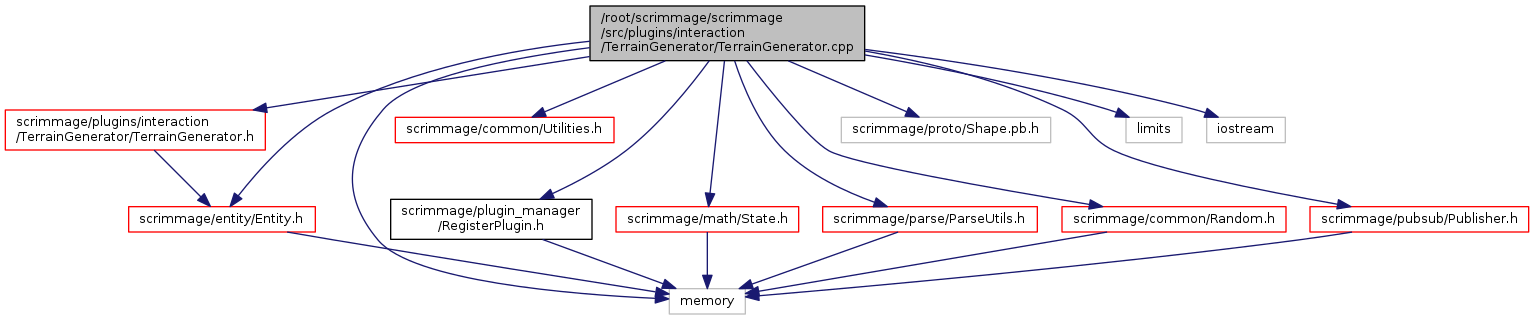 /root/scrimmage/scrimmage
/src/plugins/interaction
/TerrainGenerator/TerrainGenerator.cpp
scrimmage/plugins/interaction
/TerrainGenerator/TerrainGenerator.h
scrimmage/common/Utilities.h
scrimmage/proto/Shape.pb.h
limits
iostream
scrimmage/entity/Entity.h
scrimmage/plugin_manager
/RegisterPlugin.h
scrimmage/math/State.h
scrimmage/parse/ParseUtils.h
scrimmage/common/Random.h
scrimmage/pubsub/Publisher.h
memory